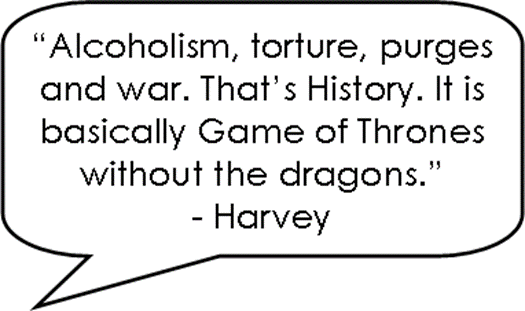 “Alcoholism, torture, purges
and war. That’s History. It is
basically Game of Thrones
without the dragons.”
- Harvey